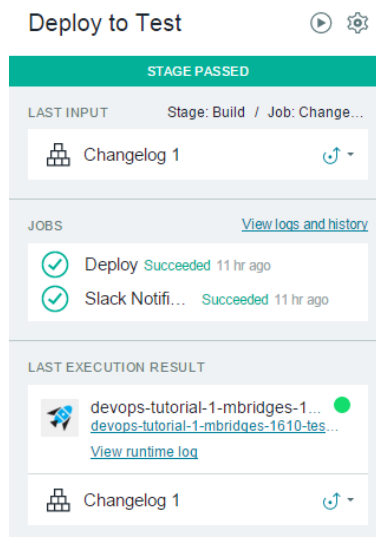 Deploy to Test
STAGE PASSED
LAST INPUT Stage: Build / Job: Change...
Changelog 1
JOBS View logs and history
Deploy Succeeded 11 hr ago
Slack Notifi... Succeeded 11 hr ago
LAST EXECUTION RESULT
devops-tutorial-1-mbridges-1...
devops-tutorial-1-mbridges-1610-tes...
View runtime log
Changelog 1